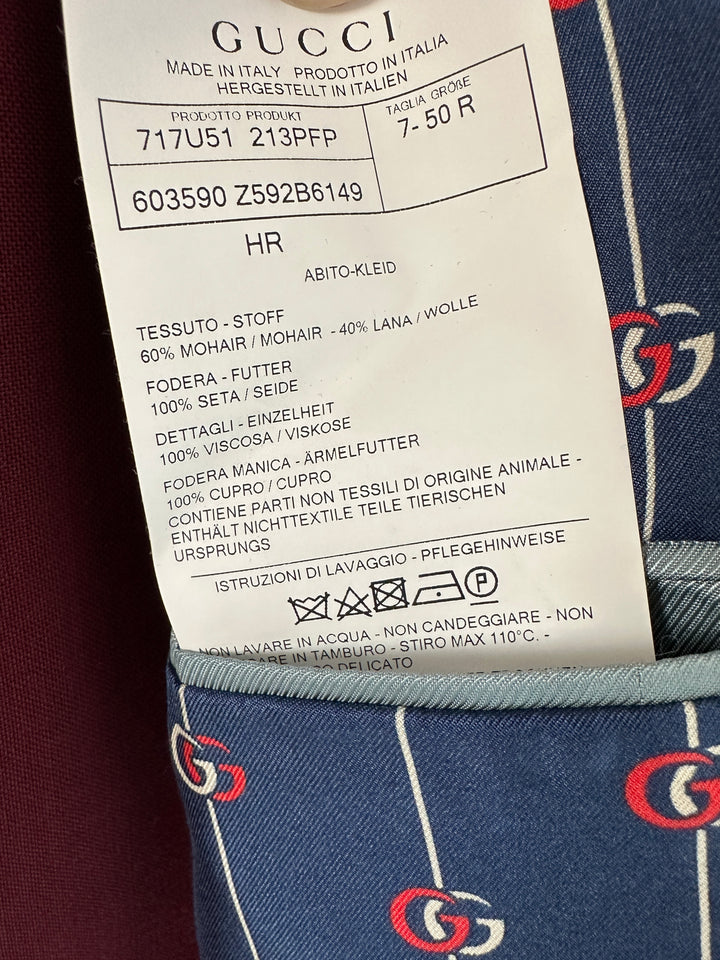 GUCCI
MADE IN ITALY PRODOTTO IN ITALIA
HERGESTELLT IN ITALIEN
PRODOTTO PRODUKT
717U51 213PFP
TAGLIA GRÖßE
7- 50 R
603590 Z592B6149
HR
ABITO-KLEID
TESSUTO - STOFF
60% MOHAIR / MOHAIR - 40% LANA / WOLLE
FODERA - FUTTER
100% SETA / SEIDE
DETTAGLI - EINZELHEIT
100% VISCOSA / VISKOSE
FODERA MANICA - ÄRMELFUTTER
100% CUPRO / CUPRO
CONTIENE PARTI NON TESSILI DI ORIGINE ANIMALE -
ENTHÄLT NICHTTEXTILE TEILE TIERISCHEN
URSPRUNGS
ISTRUZIONI DI LAVAGGIO - PFLEGEHINWEISE
P
NON LAVARE IN ACQUA - NON CANDEGGIARE - NON
IN TAMBURO - STIRO MAX 110°C. -
DELICATO